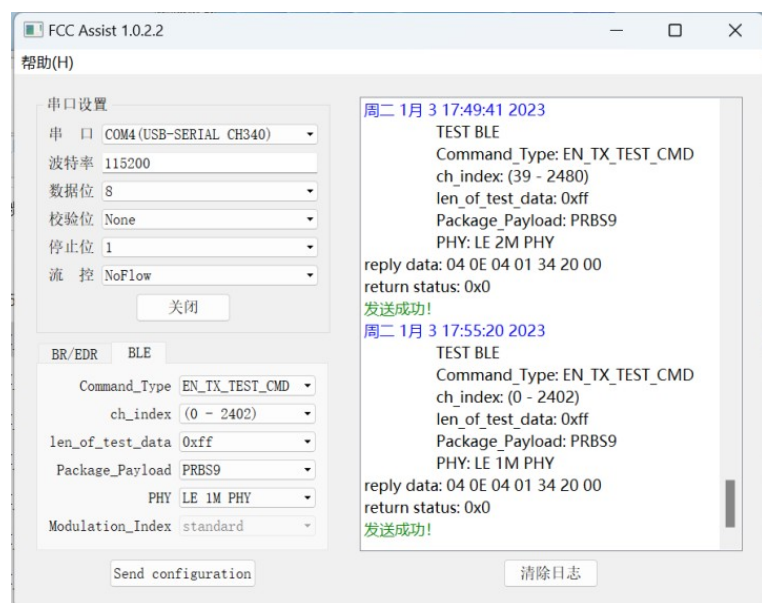 FCC Assist 1.0.2.2
帮助(H)
串口设置
串 口 COM4(USB-SERIAL CH340)
波特率 115200
数据位 8
校验位 None
停止位 1
流 控 NoFlow
关闭
BR/EDR BLE
Command_Type EN_TX_TEST_CMD
ch_index (0 - 2402)
len_of_test_data 0xff
Package_Payload PRBS9
PHY LE 1M PHY
Modulation_Index standard
Send configuration
周二 1月 3 17:49:41 2023
TEST BLE
Command_Type: EN_TX_TEST_CMD
ch_index: (39 - 2480)
len_of_test_data: 0xff
Package_Payload: PRBS9
PHY: LE 2M PHY
reply data: 04 0E 04 01 34 20 00
return status: 0x0
发送成功!
周二 1月 3 17:55:20 2023
TEST BLE
Command_Type: EN_TX_TEST_CMD
ch_index: (0 - 2402)
len_of_test_data: 0xff
Package_Payload: PRBS9
PHY: LE 1M PHY
reply data: 04 0E 04 01 34 20 00
return status: 0x0
发送成功!
清除日志